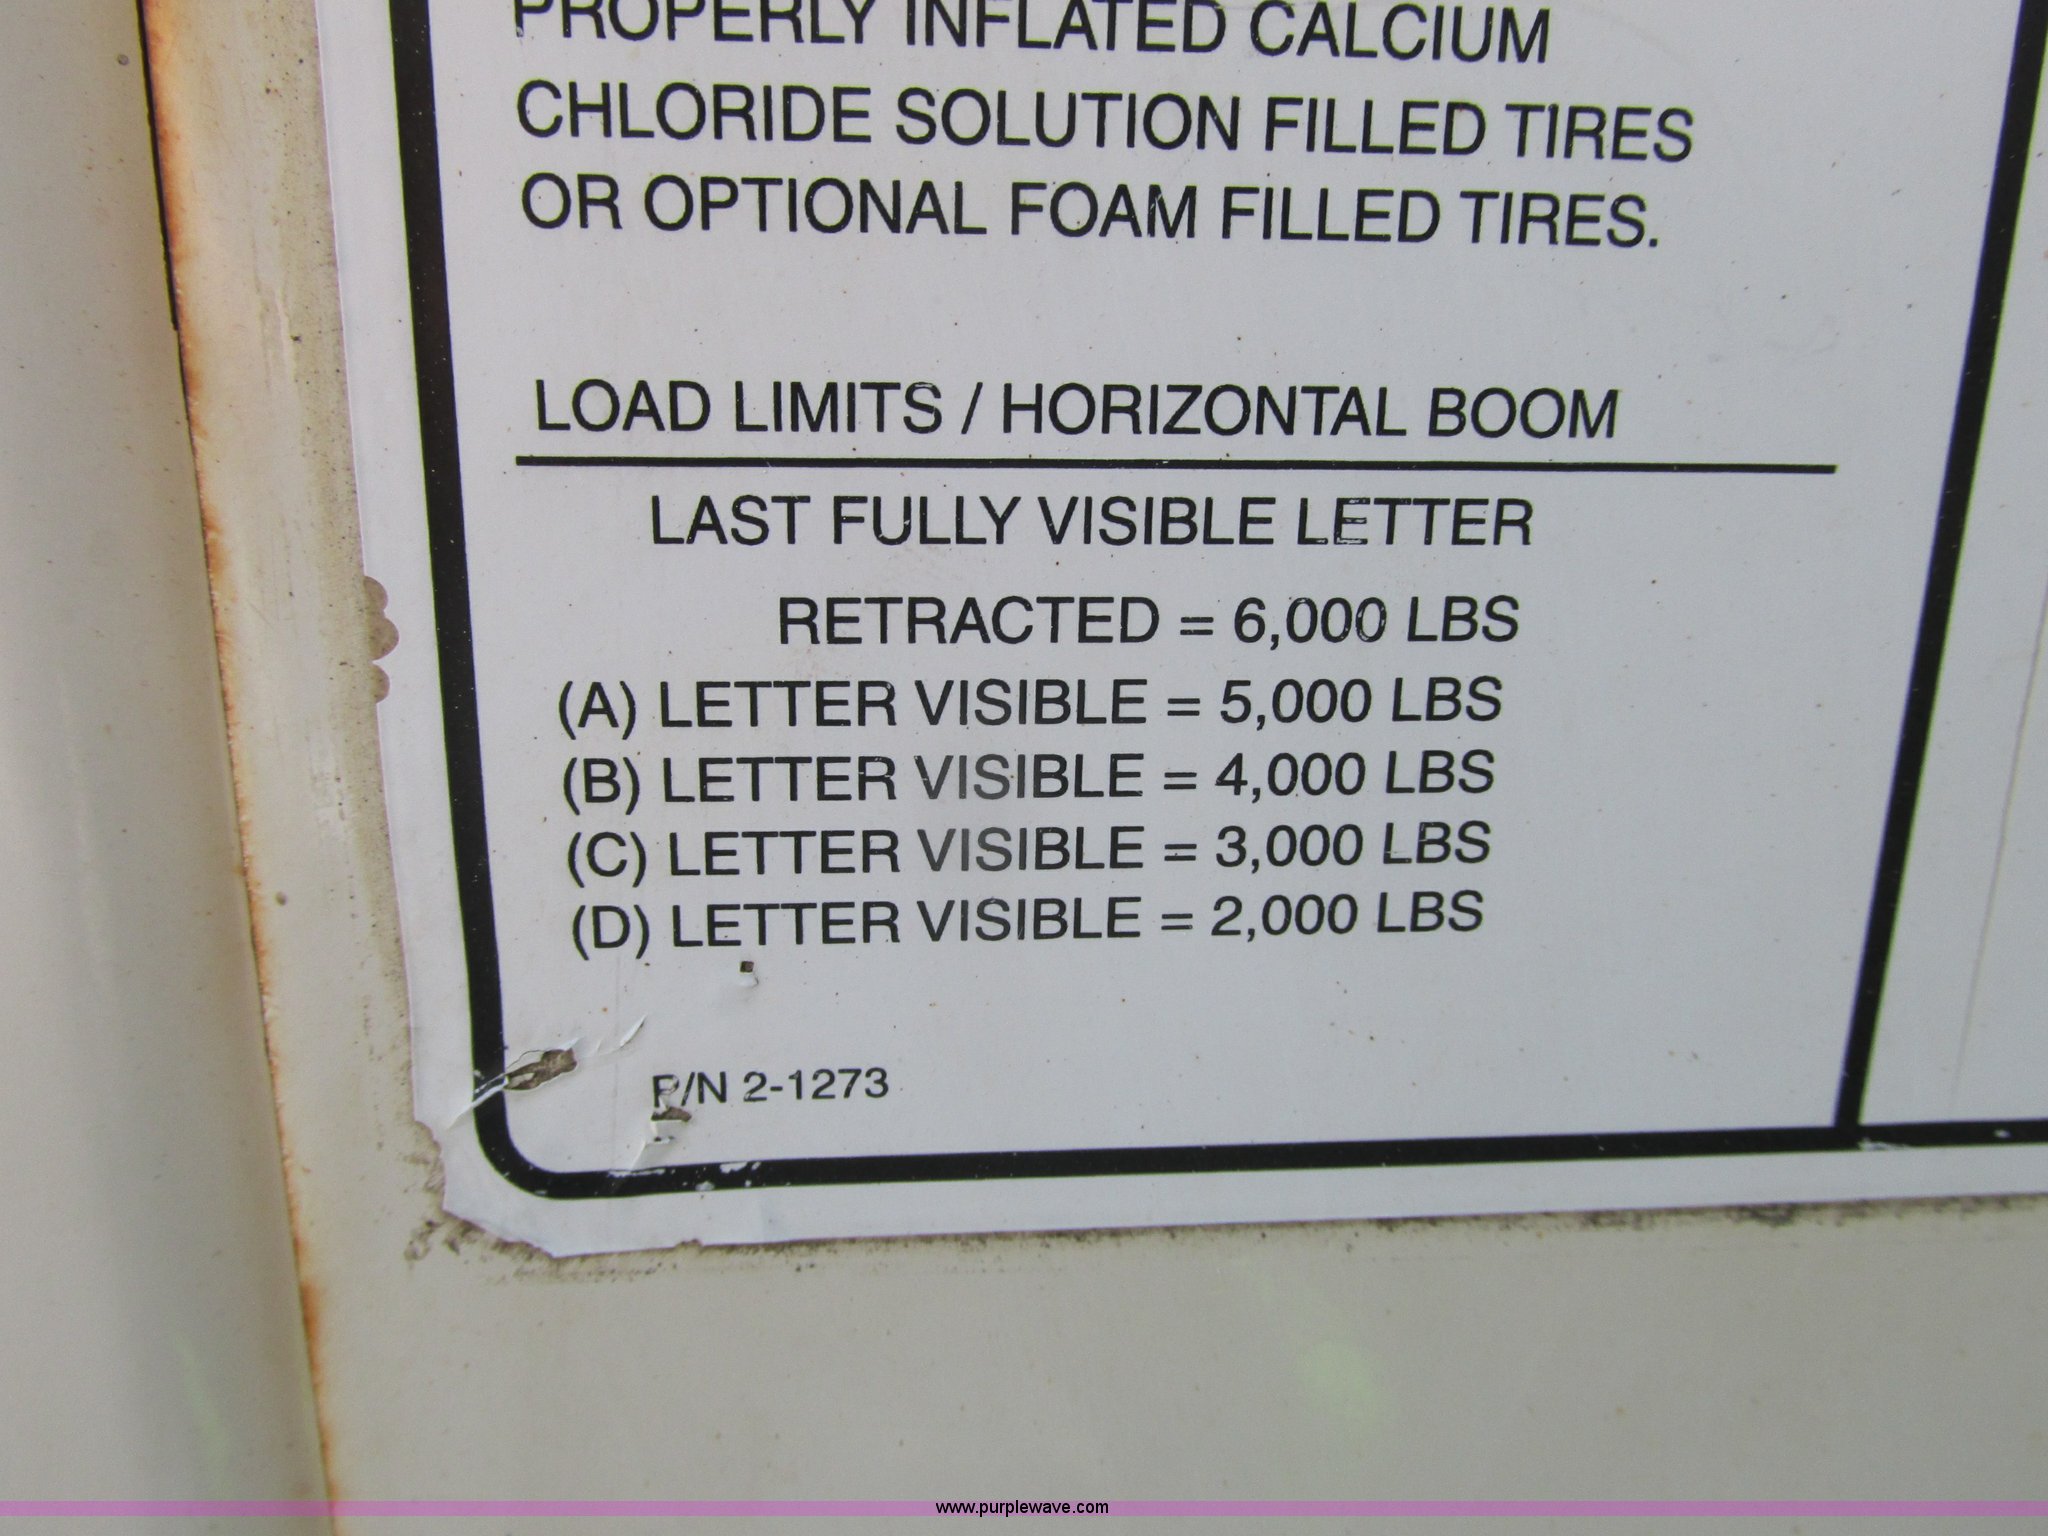 PROPERLY INFLATED CALCIUM
CHLORIDE SOLUTION FILLED TIRES
OR OPTIONAL FOAM FILLED TIRES.
LOAD LIMITS / HORIZONTAL BOOM
LAST FULLY VISIBLE LETTER
RETRACTED = 6,000 LBS
(A) LETTER VISIBLE = 5,000 LBS
(B) LETTER VISIBLE = 4,000 LBS
(C) LETTER VISIBLE = 3,000 LBS
(D) LETTER VISIBLE = 2,000 LBS
P/N 2-1273
www.purplewave.com